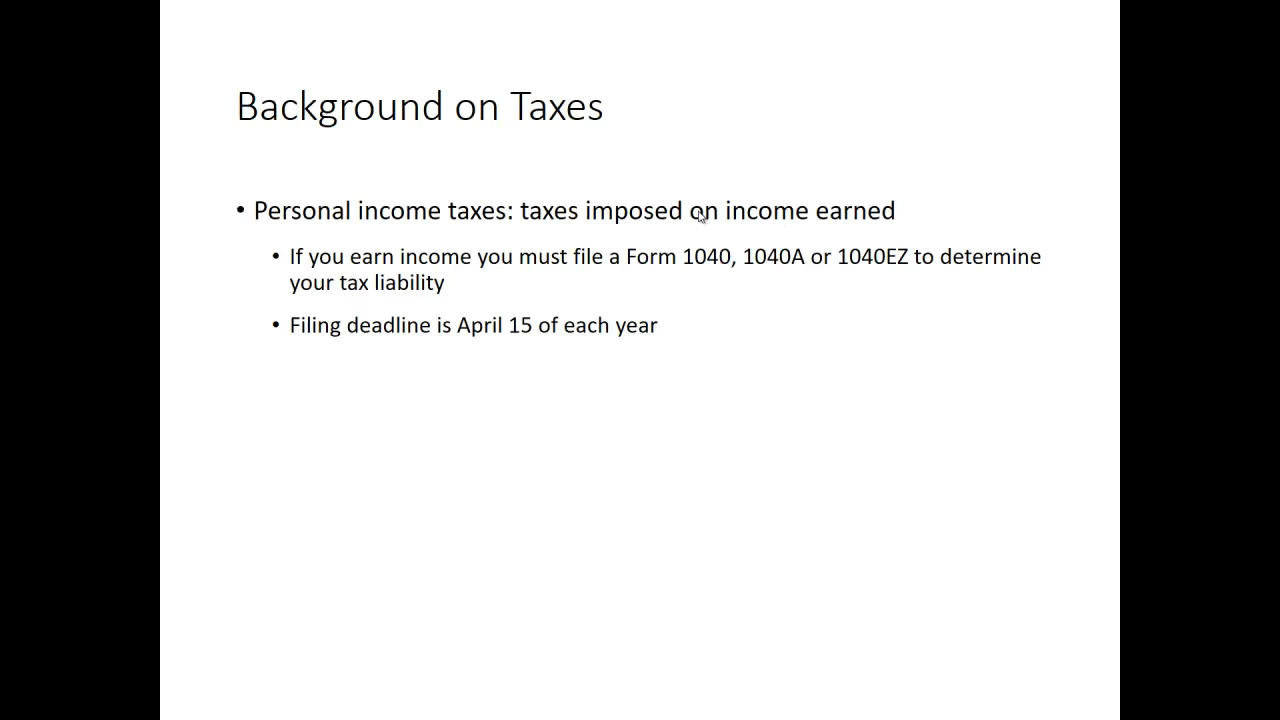 Background on Taxes
• Personal income taxes: taxes imposed on income earned
• If you earn income you must file a Form 1040, 1040A or 1040EZ to determine
your tax liability
• Filing deadline is April 15 of each year